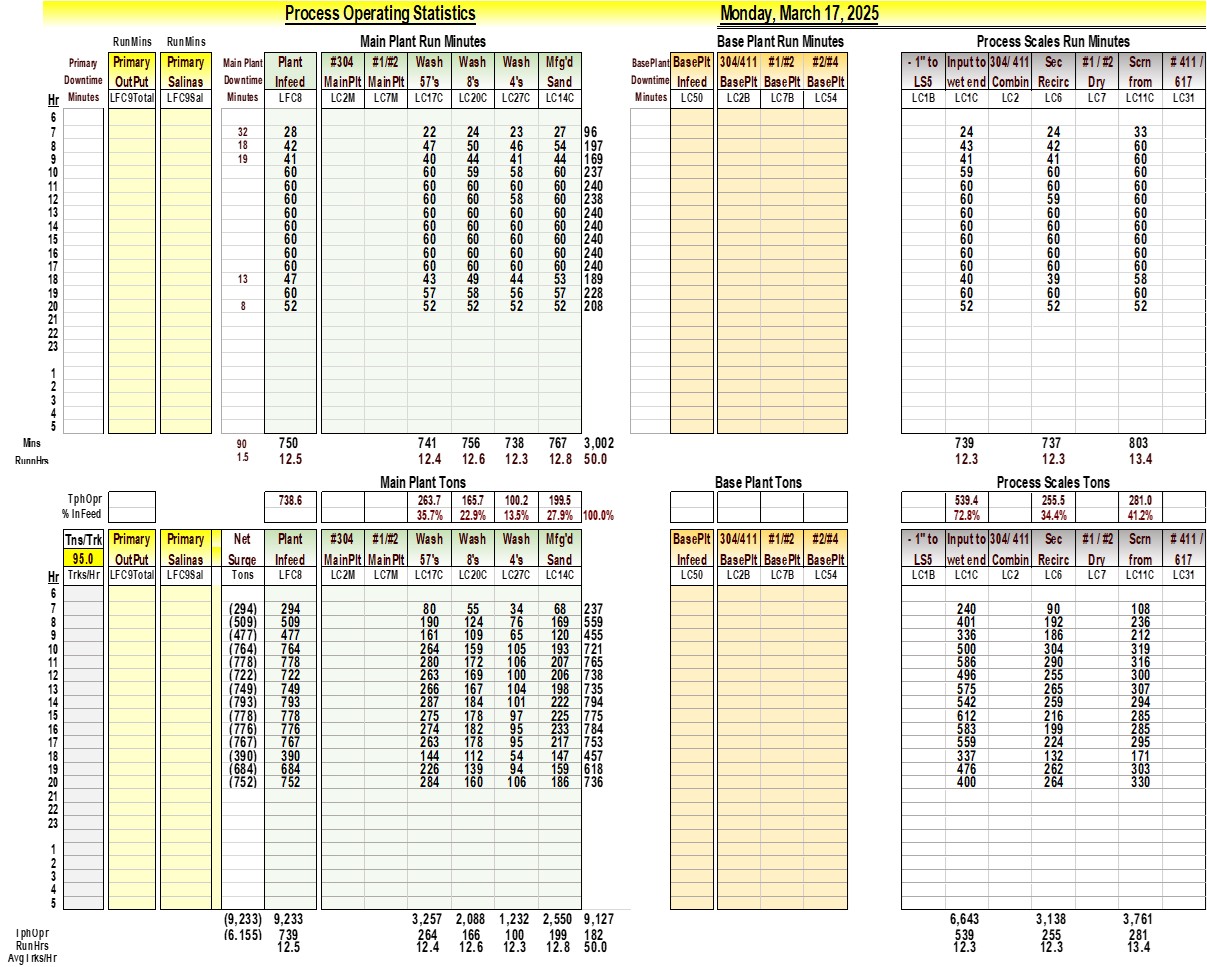 Process Operating Statistics Monday, March 17, 2025
RunMins RunMins Main Plant Run Minutes Base Plant Run Minutes Process Scales Run Minutes
Primary Primary Primary Main Plant Plant #304 #1/#2 Wash Wash Wash Mfg'd BasePlant BasePlt 304/411 #1/#2 #2/#4 - 1" to Input to 304/ 411 Sec #1 / #2 Scrn # 411 /
Downtime OutPut Salinas Downtime Infeed MainPlt MainPlt 57's 8's 4's Sand Downtime Infeed BasePlt BasePlt BasePlt LS5 wet end Combin Recirc Dry from 617
Hr Minutes LFC9Total LFC9Sal Minutes LFC8 LC2M LC7M LC17C LC20C LC27C LC14C Minutes LC50 LC2B LC7B LC54 LC1B LC1C LC2 LC6 LC7 LC11C LC31
6
7 32 28 22 24 23 27 96 24 24 33
8 18 42 47 50 46 54 197 43 42 60
9 19 41 40 44 41 44 169 41 41 60
10 60 60 59 58 60 237 59 60 60
11 60 60 60 60 60 240 60 60 60
12 60 60 60 58 60 238 60 59 60
13 60 60 60 60 60 240 60 60 60
14 60 60 60 60 60 240 60 60 60
15 60 60 60 60 60 240 60 60 60
16 60 60 60 60 60 240 60 60 60
17 60 60 60 60 60 240 60 60 60
18 13 47 43 49 44 53 189 40 39 58
19 60 57 58 56 57 228 60 60 60
20 8 52 52 52 52 52 208 52 52 52
21
22
23
1
2
3
4
5
Mins 90 750 741 756 738 767 3,002 739 737 803
RunnHrs 1.5 12.5 12.4 12.6 12.3 12.8 50.0 12.3 12.3 13.4
Main Plant Tons Base Plant Tons Process Scales Tons
TphOpr 738.6 263.7 165.7 100.2 199.5 539.4 255.5 281.0
% InFeed 35.7% 22.9% 13.5% 27.9% 100.0% 72.8% 34.4% 41.2%
Tns/Trk Primary Primary Net Plant #304 #1/#2 Wash Wash Wash Mfg'd BasePlt 304/411 #1/#2 #2/#4 - 1" to Input to 304/ 411 Sec #1 / #2 Scrn # 411 /
95.0 OutPut Salinas Surge Infeed MainPlt MainPlt 57's 8's 4's Sand Infeed BasePlt BasePlt BasePlt LS5 wet end Combin Recirc Dry from 617
Hr Trks/Hr LFC9Total LFC9Sal Tons LFC8 LC2M LC7M LC17C LC20C LC27C LC14C LC50 LC2B LC7B LC54 LC1B LC1C LC2 LC6 LC7 LC11C LC31
6
7 (294) 294 80 55 34 68 237 240 90 108
8 (509) 509 190 124 76 169 559 401 192 236
9 (477) 477 161 109 65 120 455 336 186 212
10 (764) 764 264 159 105 193 721 500 304 319
11 (778) 778 280 172 106 207 765 586 290 316
12 (722) 722 263 169 100 206 738 496 255 300
13 (749) 749 266 167 104 198 735 575 265 307
14 (793) 793 287 184 101 222 794 542 259 294
15 (778) 778 275 178 97 225 775 612 216 285
16 (776) 776 274 182 95 233 784 583 199 285
17 (767) 767 263 178 95 217 753 559 224 295
18 (390) 390 144 112 54 147 457 337 132 171
19 (684) 684 226 139 94 159 618 476 262 303
20 (752) 752 284 160 106 186 736 400 264 330
21
22
23
1
2
3
4
5
(9,233) 9,233 3,257 2,088 1,232 2,550 9,127 6,643 3,138 3,761
TphOpr (6,155) 739 264 166 100 199 182 539 255 281
RunHrs 12.5 12.4 12.6 12.3 12.8 50.0 12.3 12.3 13.4
Avg Trks/Hr